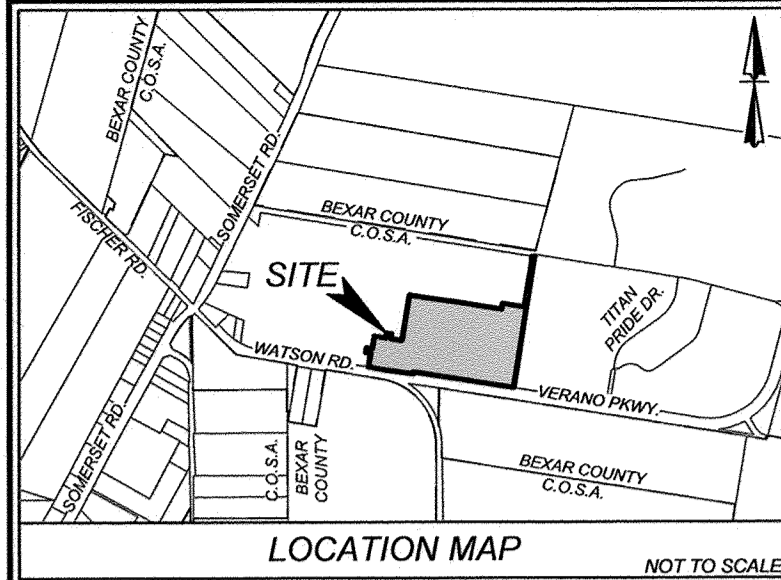 BEXAR COUNTY
C.O.S.A.
SOMERSET RD.
FISCHER RD.
BEXAR COUNTY
C.O.S.A.
SITE
TITAN
PRIDE DR.
WATSON RD.
VERANO PKWY.
SOMERSET RD.
C.O.S.A.
BEXAR
COUNTY
BEXAR COUNTY
C.O.S.A.
LOCATION MAP
NOT TO SCALE